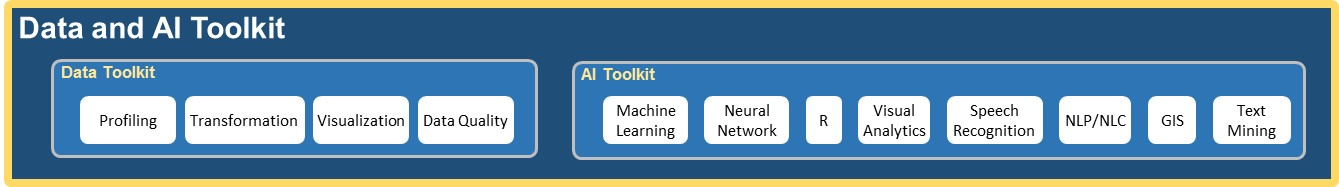 Data and AI Toolkit
Data Toolkit
Profiling
Transformation
Visualization
Data Quality
AI Toolkit
Machine
Learning
Neural
Network
R
Visual
Analytics
Speech
Recognition
NLP/NLC
GIS
Text
Mining